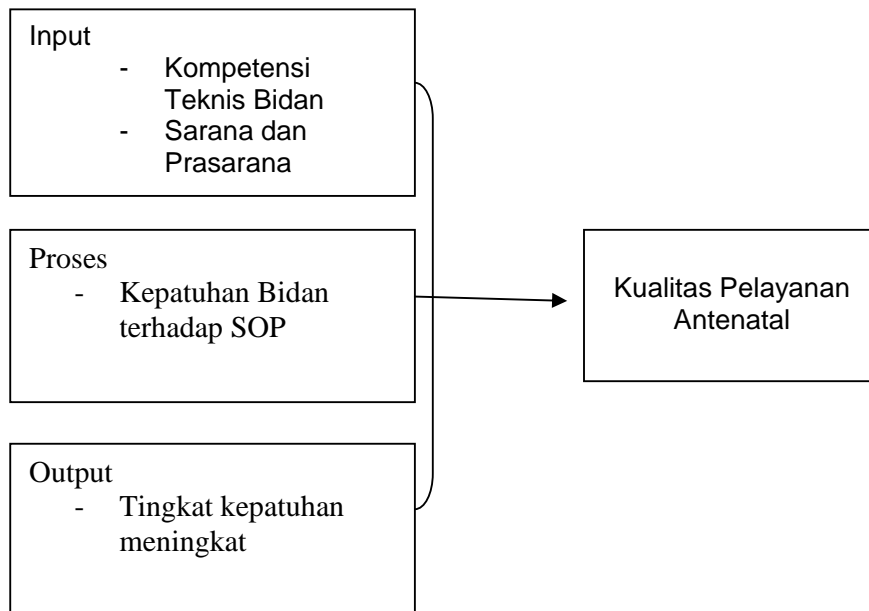 Input
- Kompetensi
Teknis Bidan
- Sarana dan
Prasarana
Proses
- Kepatuhan Bidan
terhadap SOP
Output
- Tingkat kepatuhan
meningkat
Kualitas Pelayanan
Antenatal